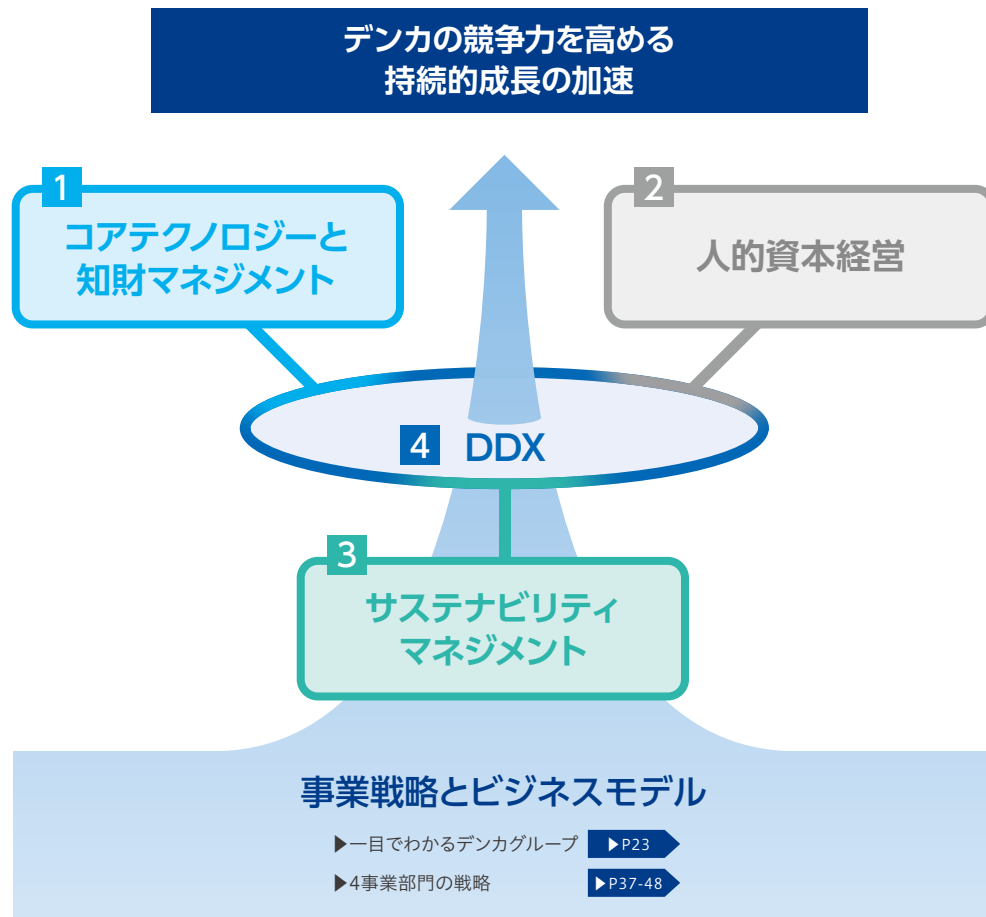 デンカの競争力を高める
持続的成長の加速
1
コアテクノロジーと
知財マネジメント
2
人的資本経営
4 DDX
3
サステナビリティ
マネジメント
事業戦略とビジネスモデル
▶一目でわかるデンカグループ ▶P23
▶4事業部門の戦略 ▶P37-48